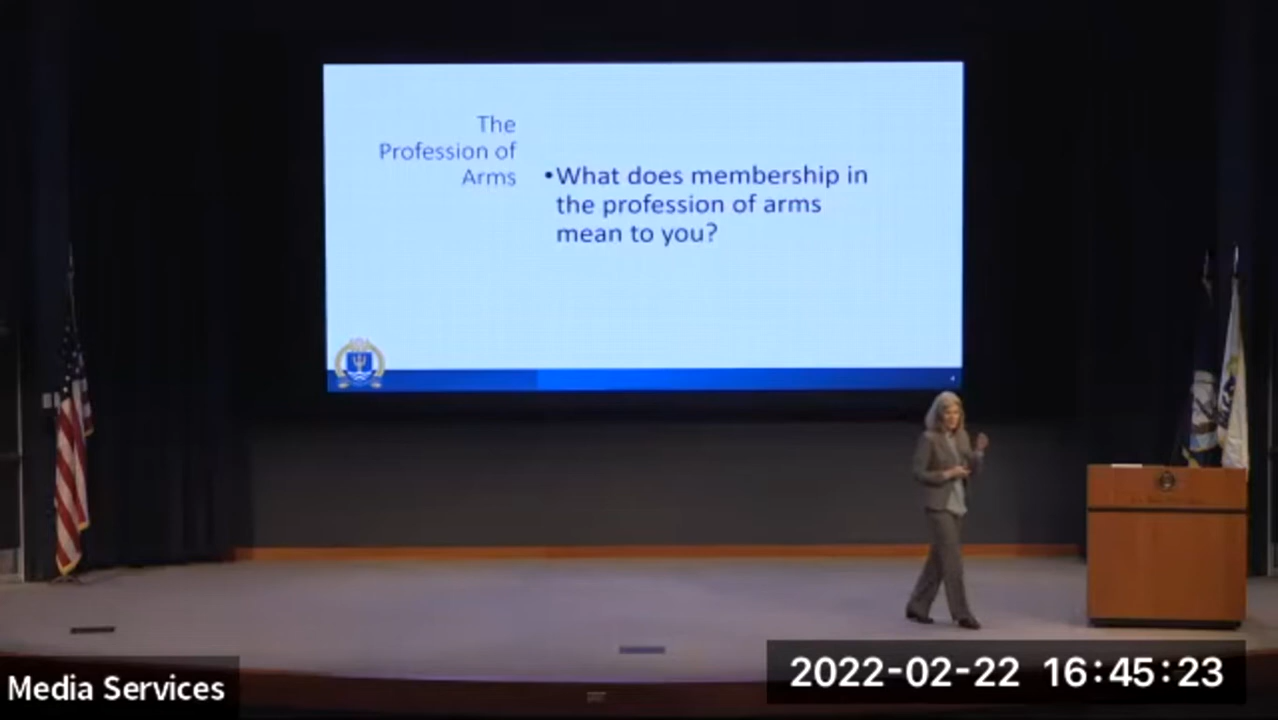 The
Profession of
Arms
•What does membership in
the profession of arms
mean to you?
Media Services
2022-02-22 16:45:23